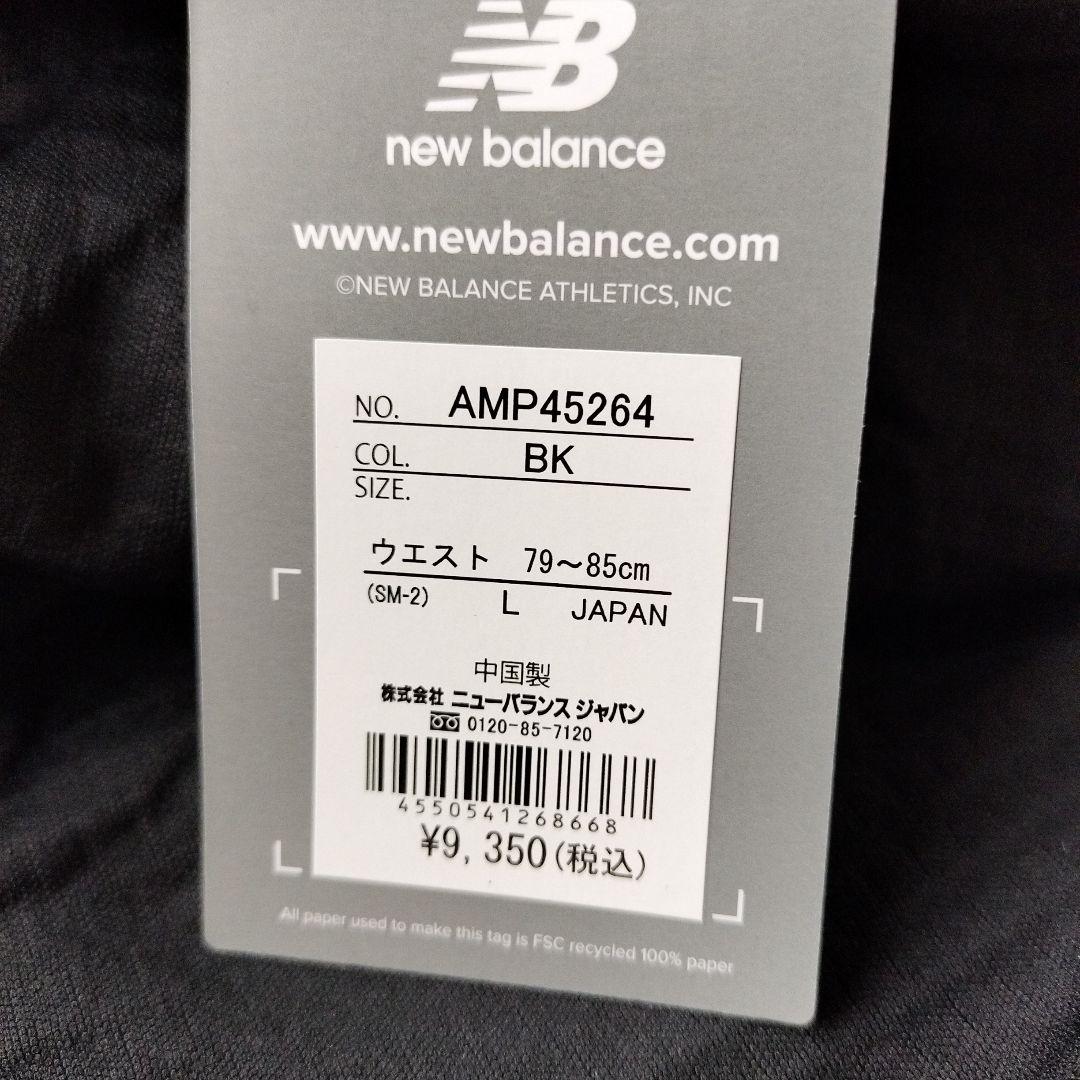 NB
new balance
www.newbalance.com
©NEW BALANCE ATHLETICS, INC
NO. AMP45264
COL. BK
SIZE.
ウエスト 79～85cm
(SM-2) L JAPAN
中国製
株式会社 ニューバランス ジャパン
0120-85-7120
4550541268668
¥9,350(税込)
All paper used to make this tag is FSC recycled 100% paper